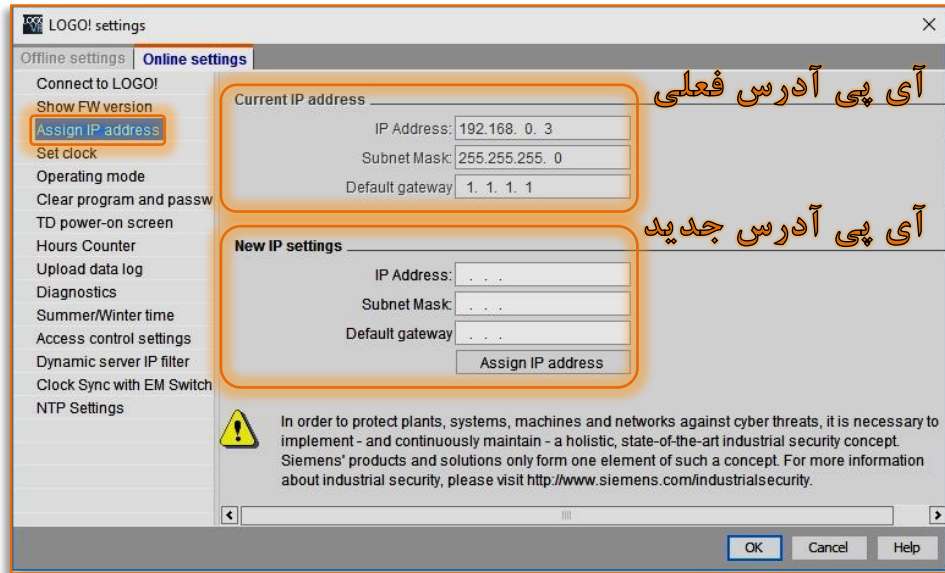 LOGO! settings
Offline settings
Online settings
Connect to LOGO!
Show FW version
Assign IP address
Set clock
Operating mode
Clear program and passw
TD power-on screen
Hours Counter
Upload data log
Diagnostics
Summer/Winter time
Access control settings
Dynamic server IP filter
Clock Sync with EM Switch
NTP Settings
آی پی آدرس فعلی
Current IP address
IP Address: 192.168. 0. 3
Subnet Mask: 255.255.255. 0
Default gateway 1. 1. 1. 1
آی پی آدرس جدید
New IP settings
IP Address: . . .
Subnet Mask: . . .
Default gateway . . .
Assign IP address
In order to protect plants, systems, machines and networks against cyber threats, it is necessary to
implement - and continuously maintain - a holistic, state-of-the-art industrial security concept.
Siemens' products and solutions only form one element of such a concept. For more information
about industrial security, please visit http://www.siemens.com/industrialsecurity.
OK Cancel Help